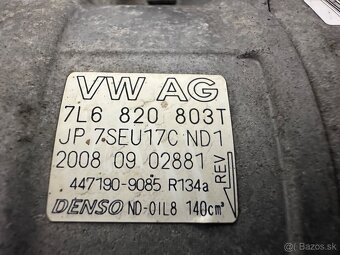 VW AG
7L6 820 803T
JP 7SEU17C ND1
2008 09 02881
REV
447190-9085 R134a
DENSO ND-OIL8 140cm³
© bazos.sk